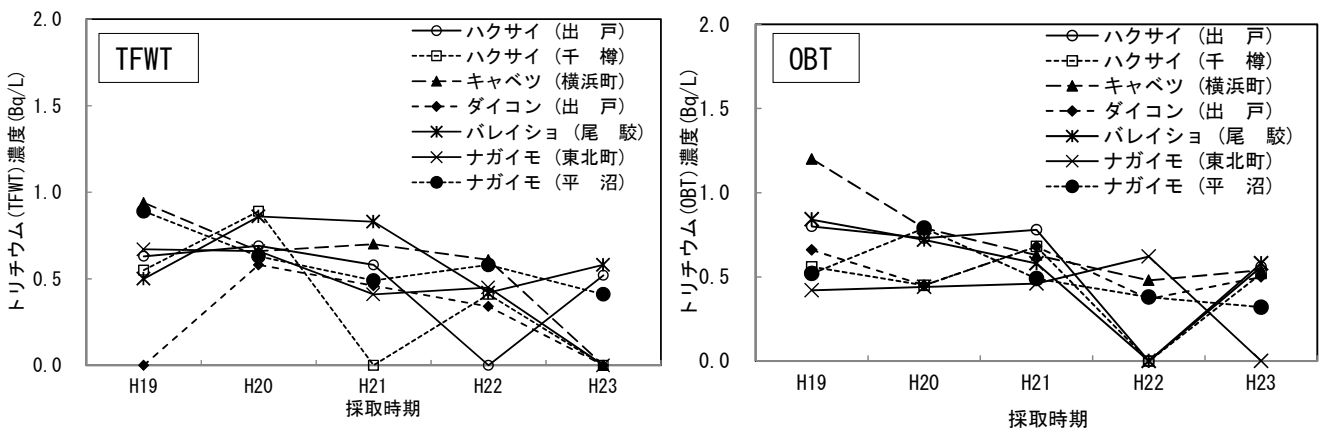 TFWT
ハクサイ（出　戸）
ハクサイ（千　樽）
キャベツ（横浜町）
ダイコン（出　戸）
バレイショ（尾　駮）
ナガイモ（東北町）
ナガイモ（平　沼）
トリチウム(TFWT)濃度(Bq/L)
2.0
1.5
1.0
0.5
0.0
H19 H20 H21 H22 H23
採取時期
OBT
ハクサイ（出　戸）
ハクサイ（千　樽）
キャベツ（横浜町）
ダイコン（出　戸）
バレイショ（尾　駮）
ナガイモ（東北町）
ナガイモ（平　沼）
トリチウム(OBT)濃度(Bq/L)
2.0
1.5
1.0
0.5
0.0
H19 H20 H21 H22 H23
採取時期